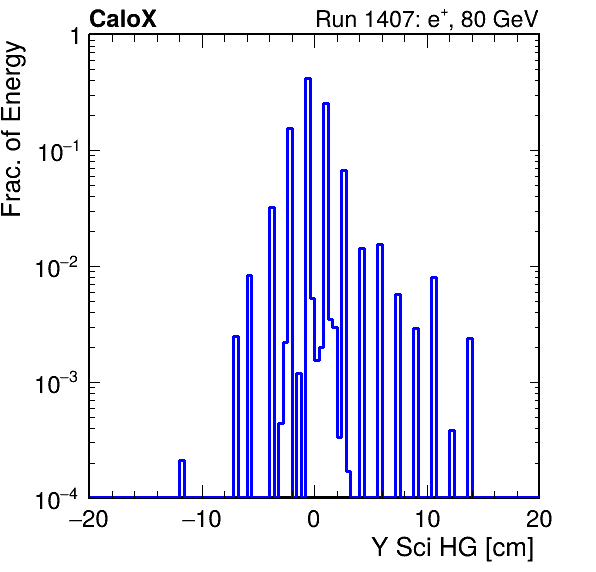 CaloX Run 1407: e⁺, 80 GeV
Frac. of Energy
1
10⁻¹
10⁻²
10⁻³
10⁻⁴
−20 −10 0 10 20
Y Sci HG [cm]